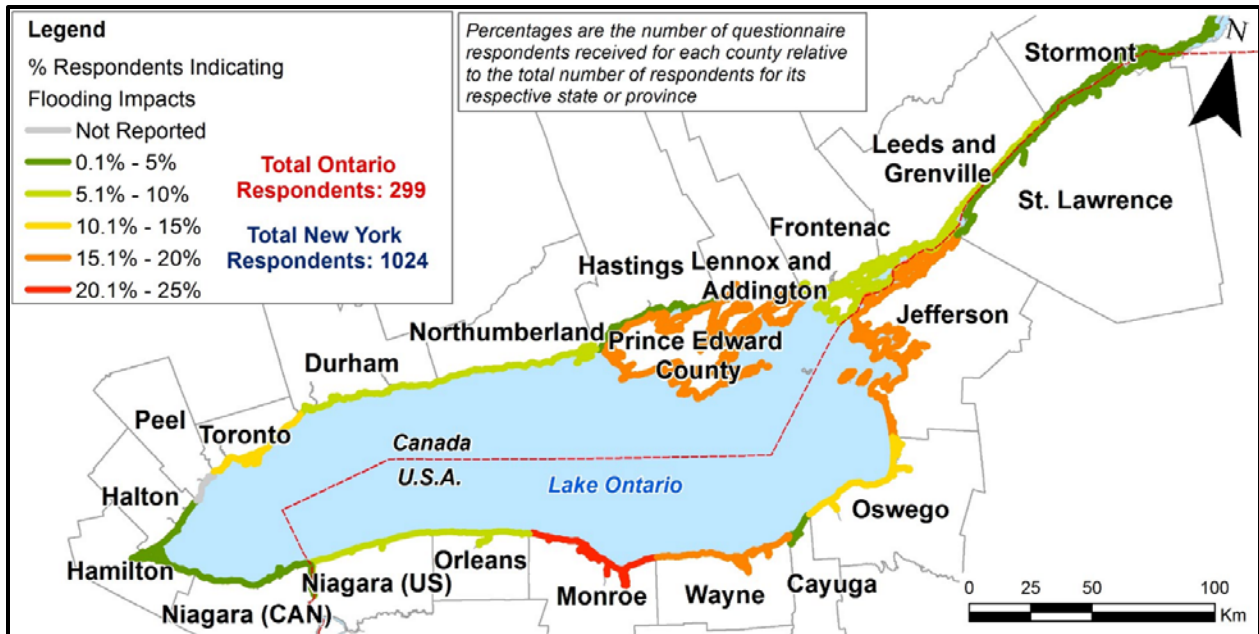 Legend
% Respondents Indicating
Flooding Impacts
Not Reported
0.1% - 5%
5.1% - 10%
10.1% - 15%
15.1% - 20%
20.1% - 25%
Total Ontario
Respondents: 299
Total New York
Respondents: 1024
Percentages are the number of questionnaire
respondents received for each county relative
to the total number of respondents for its
respective state or province
N
Stormont
Leeds and
Grenville
St. Lawrence
Frontenac
Hastings
Lennox and
Addington
Jefferson
Northumberland
Prince Edward
County
Durham
Peel
Toronto
Canada
U.S.A.
Lake Ontario
Halton
Oswego
Hamilton
Niagara (US)
Orleans
Cayuga
Niagara (CAN)
Monroe
Wayne
0 25 50 100
Km